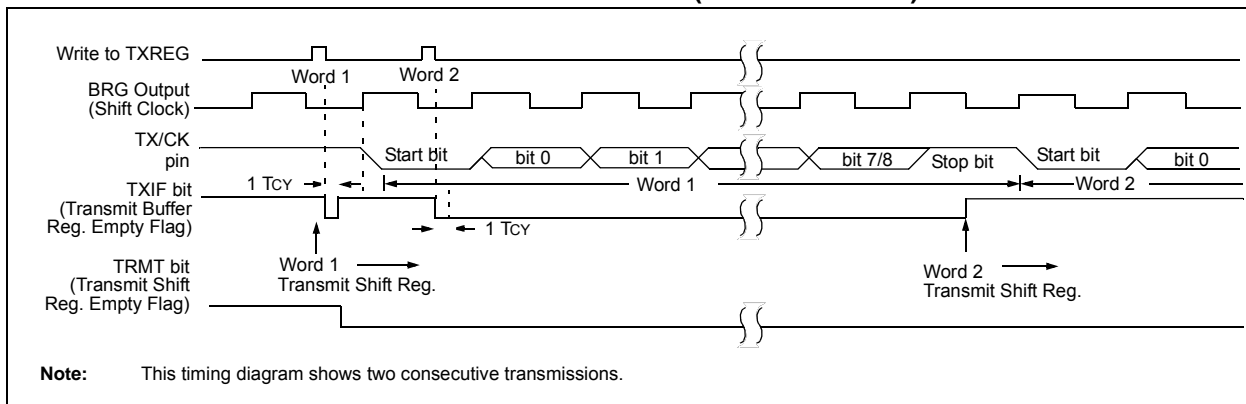 Write to TXREG
Word 1
Word 2
BRG Output
(Shift Clock)
TX/CK
pin
Start bit
bit 0
bit 1
bit 7/8
Stop bit
Start bit
bit 0
1 TCY
Word 1
Word 2
TXIF bit
(Transmit Buffer
Reg. Empty Flag)
1 TCY
Word 1
Transmit Shift Reg.
Word 2
Transmit Shift Reg.
TRMT bit
(Transmit Shift
Reg. Empty Flag)
Note: This timing diagram shows two consecutive transmissions.